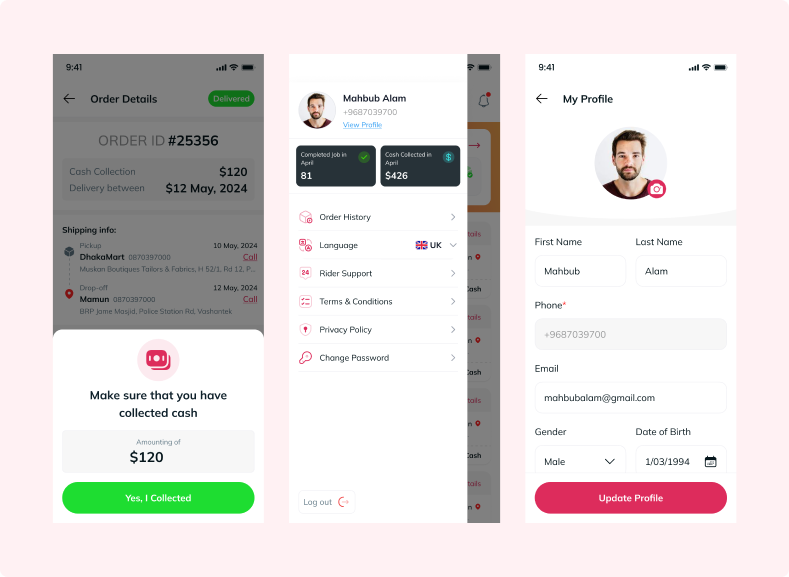 9:41
Order Details
Delivered
ORDER ID #25356
Cash Collection $120
Delivery between $12 May, 2024
Shipping info:
Pickup 10 May, 2024
DhakaMart 0870397000 Call
Muskan Boutiques Tailors & Fabrics, H 52/1, Rd 12, P...
Drop-off 12 May, 2024
Mamun 0870397000 Call
BRP Jame Mosjid, Police Station Rd, Vashantek
Make sure that you have
collected cash
Amounting of
$120
Yes, I Collected
Mahbub Alam
+9687039700
View Profile
Completed Job in
April
81
Cash Collected in
April
$426
Order History
Language UK
24 Rider Support
Terms & Conditions
Privacy Policy
Change Password
Log out
9:41
My Profile
First Name Last Name
Mahbub Alam
Phone*
+9687039700
Email
mahbubalam@gmail.com
Gender Date of Birth
Male 1/03/1994
Update Profile